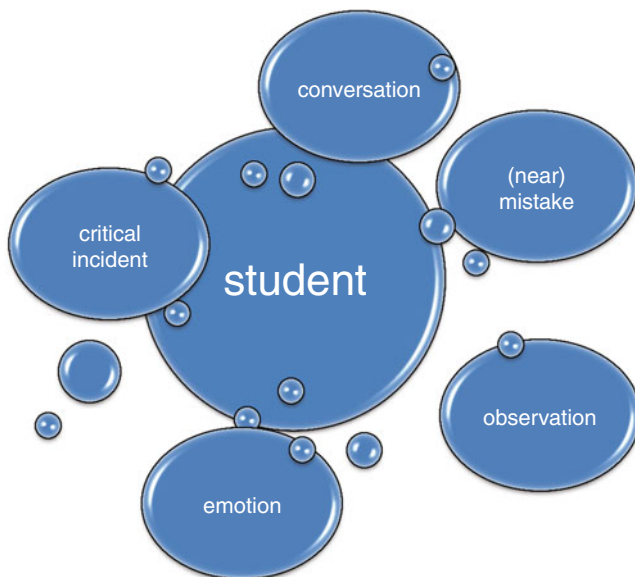 conversation
(near)
mistake
critical
incident
student
observation
emotion